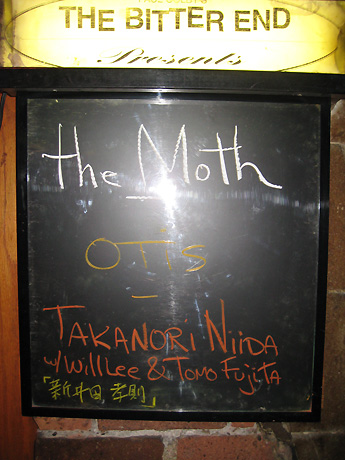 THE BITTER END
Presents
the Moth
OTIS
TAKANORI NIIDA
w/ Will Lee & TOMO FUJITA
「新井田 孝則」